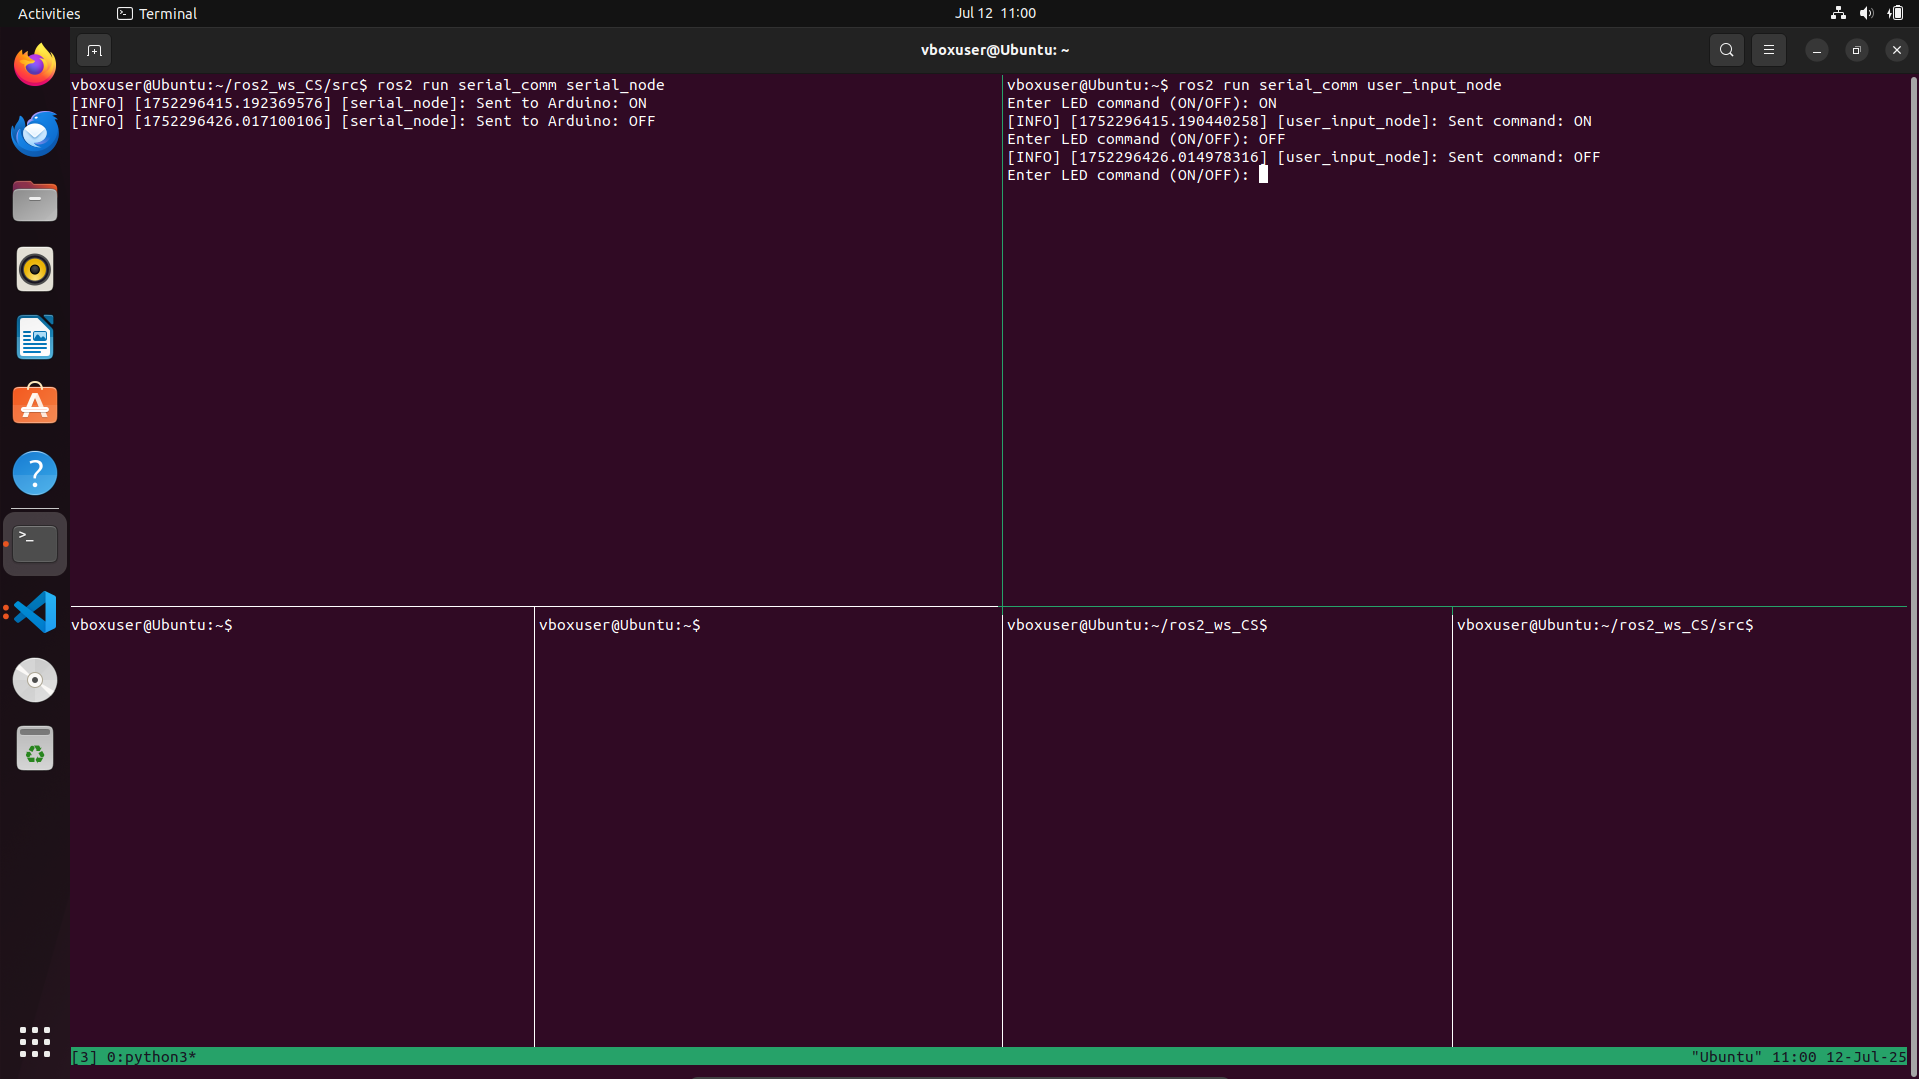 Activities
Terminal
Jul 12 11:00
vboxuser@Ubuntu: ~
vboxuser@Ubuntu:~/ros2_ws_CS/src$ ros2 run serial_comm serial_node
[INFO] [1752296415.192369576] [serial_node]: Sent to Arduino: ON
[INFO] [1752296426.017100106] [serial_node]: Sent to Arduino: OFF
vboxuser@Ubuntu:~$ ros2 run serial_comm user_input_node
Enter LED command (ON/OFF): ON
[INFO] [1752296415.190440258] [user_input_node]: Sent command: ON
Enter LED command (ON/OFF): OFF
[INFO] [1752296426.014978316] [user_input_node]: Sent command: OFF
Enter LED command (ON/OFF):
vboxuser@Ubuntu:~$
vboxuser@Ubuntu:~$
vboxuser@Ubuntu:~/ros2_ws_CS$
vboxuser@Ubuntu:~/ros2_ws_CS/src$
[3] 0:python3*
"Ubuntu" 11:00 12-Jul-25